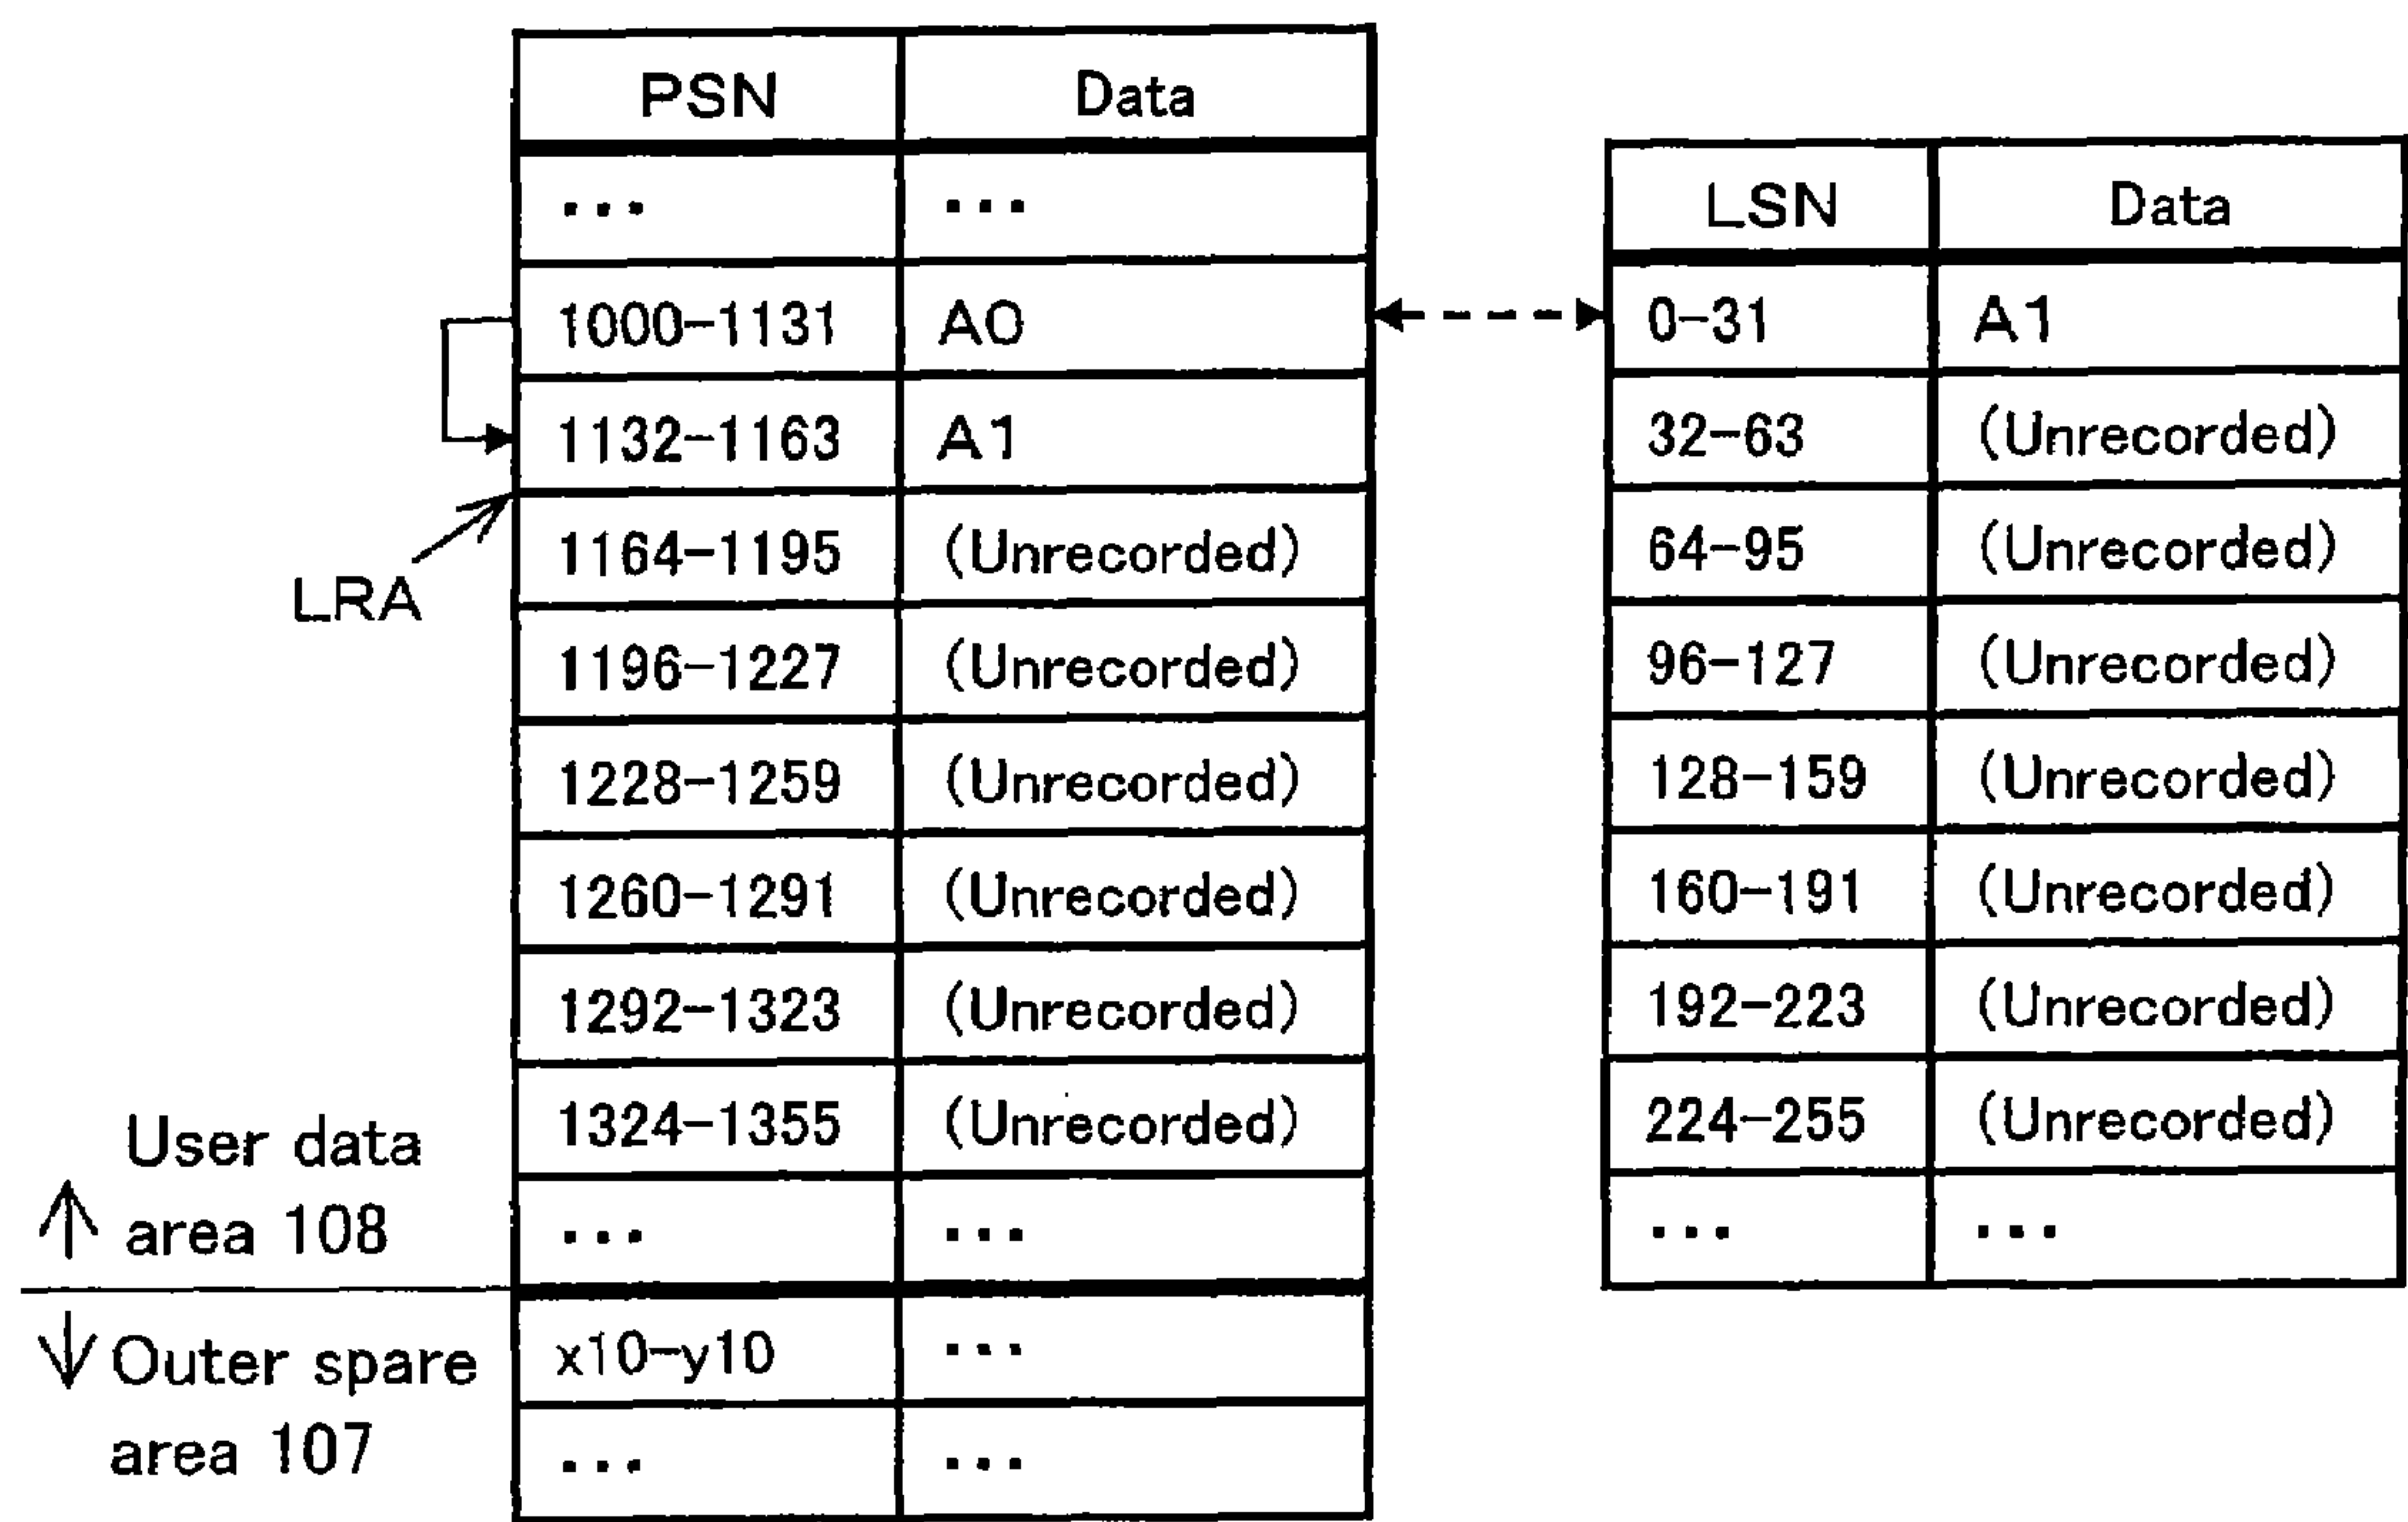 PSN Data
... ...
1000-1131 A0
1132-1163 A1
1164-1195 (Unrecorded)
1196-1227 (Unrecorded)
1228-1259 (Unrecorded)
1260-1291 (Unrecorded)
1292-1323 (Unrecorded)
1324-1355 (Unrecorded)
... ...
x10-y10 ...
... ...
LRA
User data
area 108
Outer spare
area 107
LSN Data
0-31 A1
32-63 (Unrecorded)
64-95 (Unrecorded)
96-127 (Unrecorded)
128-159 (Unrecorded)
160-191 (Unrecorded)
192-223 (Unrecorded)
224-255 (Unrecorded)
... ...